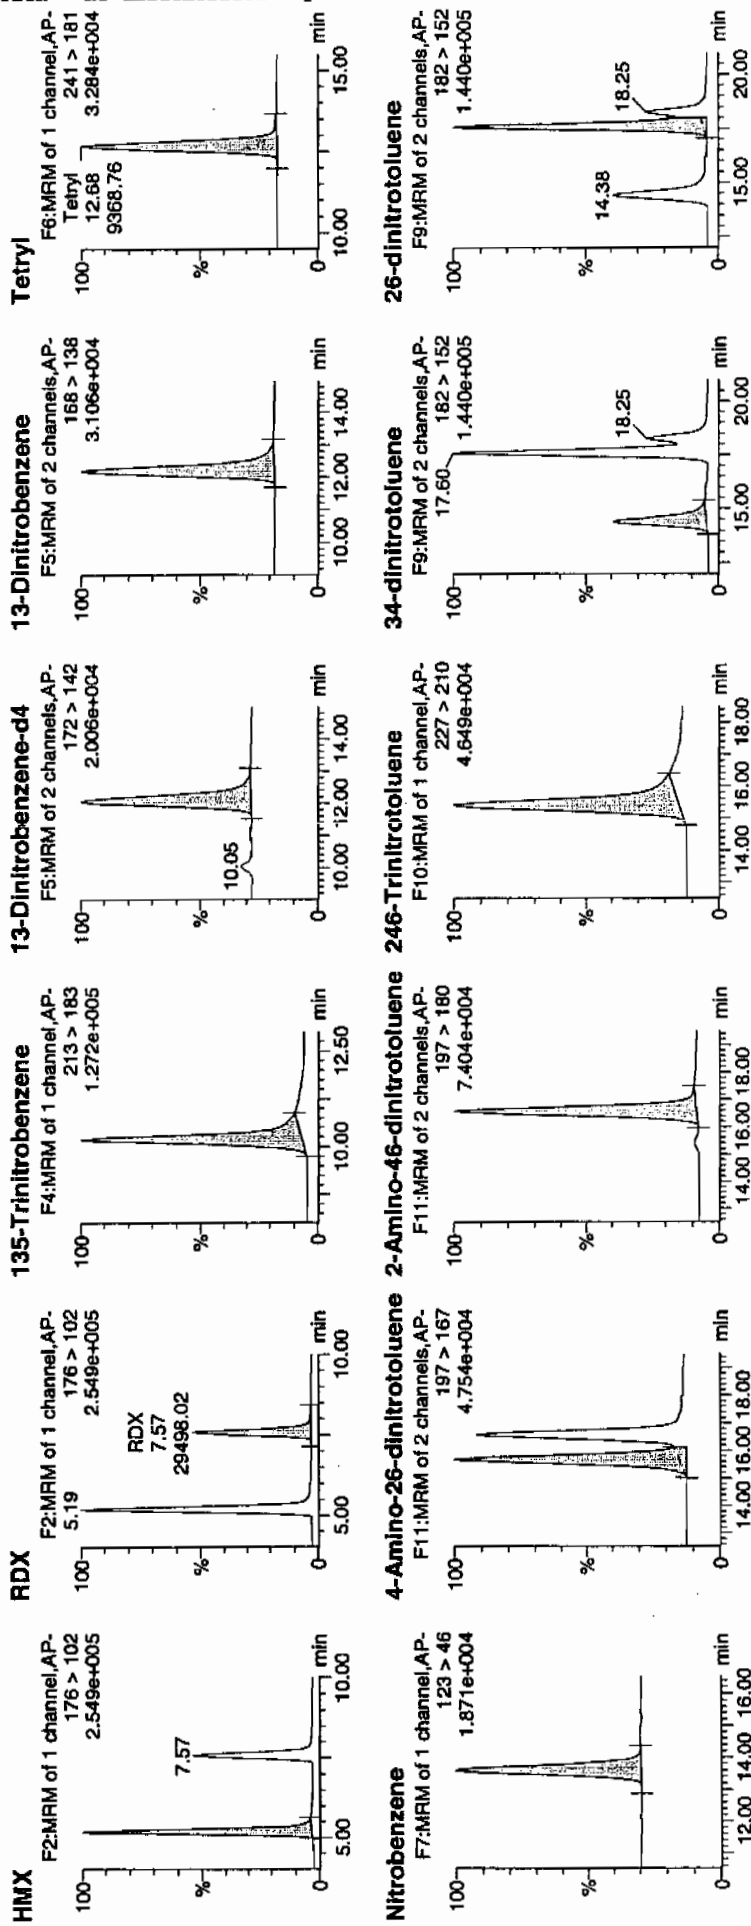 HMX
F2:MRM of 1 channel,AP-
176 > 102
2.549e+005
100
%
0
7.57
5.00
10.00
min
RDX
F2:MRM of 1 channel,AP-
176 > 102
2.549e+005
100
%
0
5.19
RDX
7.57
29498.02
5.00
10.00
min
135-Trinitrobenzene
F4:MRM of 1 channel,AP-
213 > 183
1.272e+005
100
%
0
10.00
12.50
min
13-Dinitrobenzene-d4
F5:MRM of 2 channels,AP-
172 > 142
2.006e+004
100
%
0
10.05
10.00
12.00
14.00
min
13-Dinitrobenzene
F5:MRM of 2 channels,AP-
168 > 138
3.106e+004
100
%
0
10.00
12.00
14.00
min
Tetryl
F6:MRM of 1 channel,AP-
241 > 181
3.284e+004
100
%
0
Tetryl
12.68
9368.76
10.00
15.00
min
Nitrobenzene
F7:MRM of 1 channel,AP-
123 > 46
1.871e+004
100
%
0
12.00
14.00
16.00
min
4-Amino-26-dinitrotoluene
F11:MRM of 2 channels,AP-
197 > 167
4.754e+004
100
%
0
14.00
16.00
18.00
min
2-Amino-46-dinitrotoluene
F11:MRM of 2 channels,AP-
197 > 180
7.404e+004
100
%
0
14.00
16.00
18.00
min
246-Trinitrotoluene
F10:MRM of 1 channel,AP-
227 > 210
4.649e+004
100
%
0
14.00
16.00
18.00
min
34-dinitrotoluene
F9:MRM of 2 channels,AP-
182 > 152
1.440e+005
100
%
0
17.60
18.25
15.00
20.00
min
26-dinitrotoluene
F9:MRM of 2 channels,AP-
182 > 152
1.440e+005
100
%
0
14.38
18.25
15.00
20.00
min